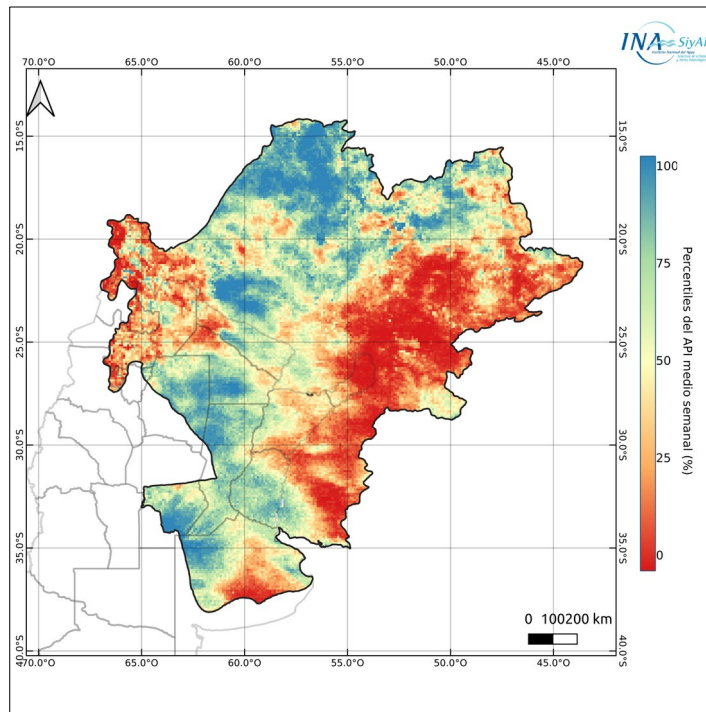 INA SiyAH
70.0°O 65.0°O 60.0°O 55.0°O 50.0°O 45.0°O
15.0°S 15.0°S
20.0°S 20.0°S
25.0°S 25.0°S
30.0°S 30.0°S
35.0°S 35.0°S
40.0°S 40.0°S
70.0°O 65.0°O 60.0°O 55.0°O 50.0°O 45.0°O
0 100200 km
100
75
50
25
0
Percentiles del API medio semanal (%)